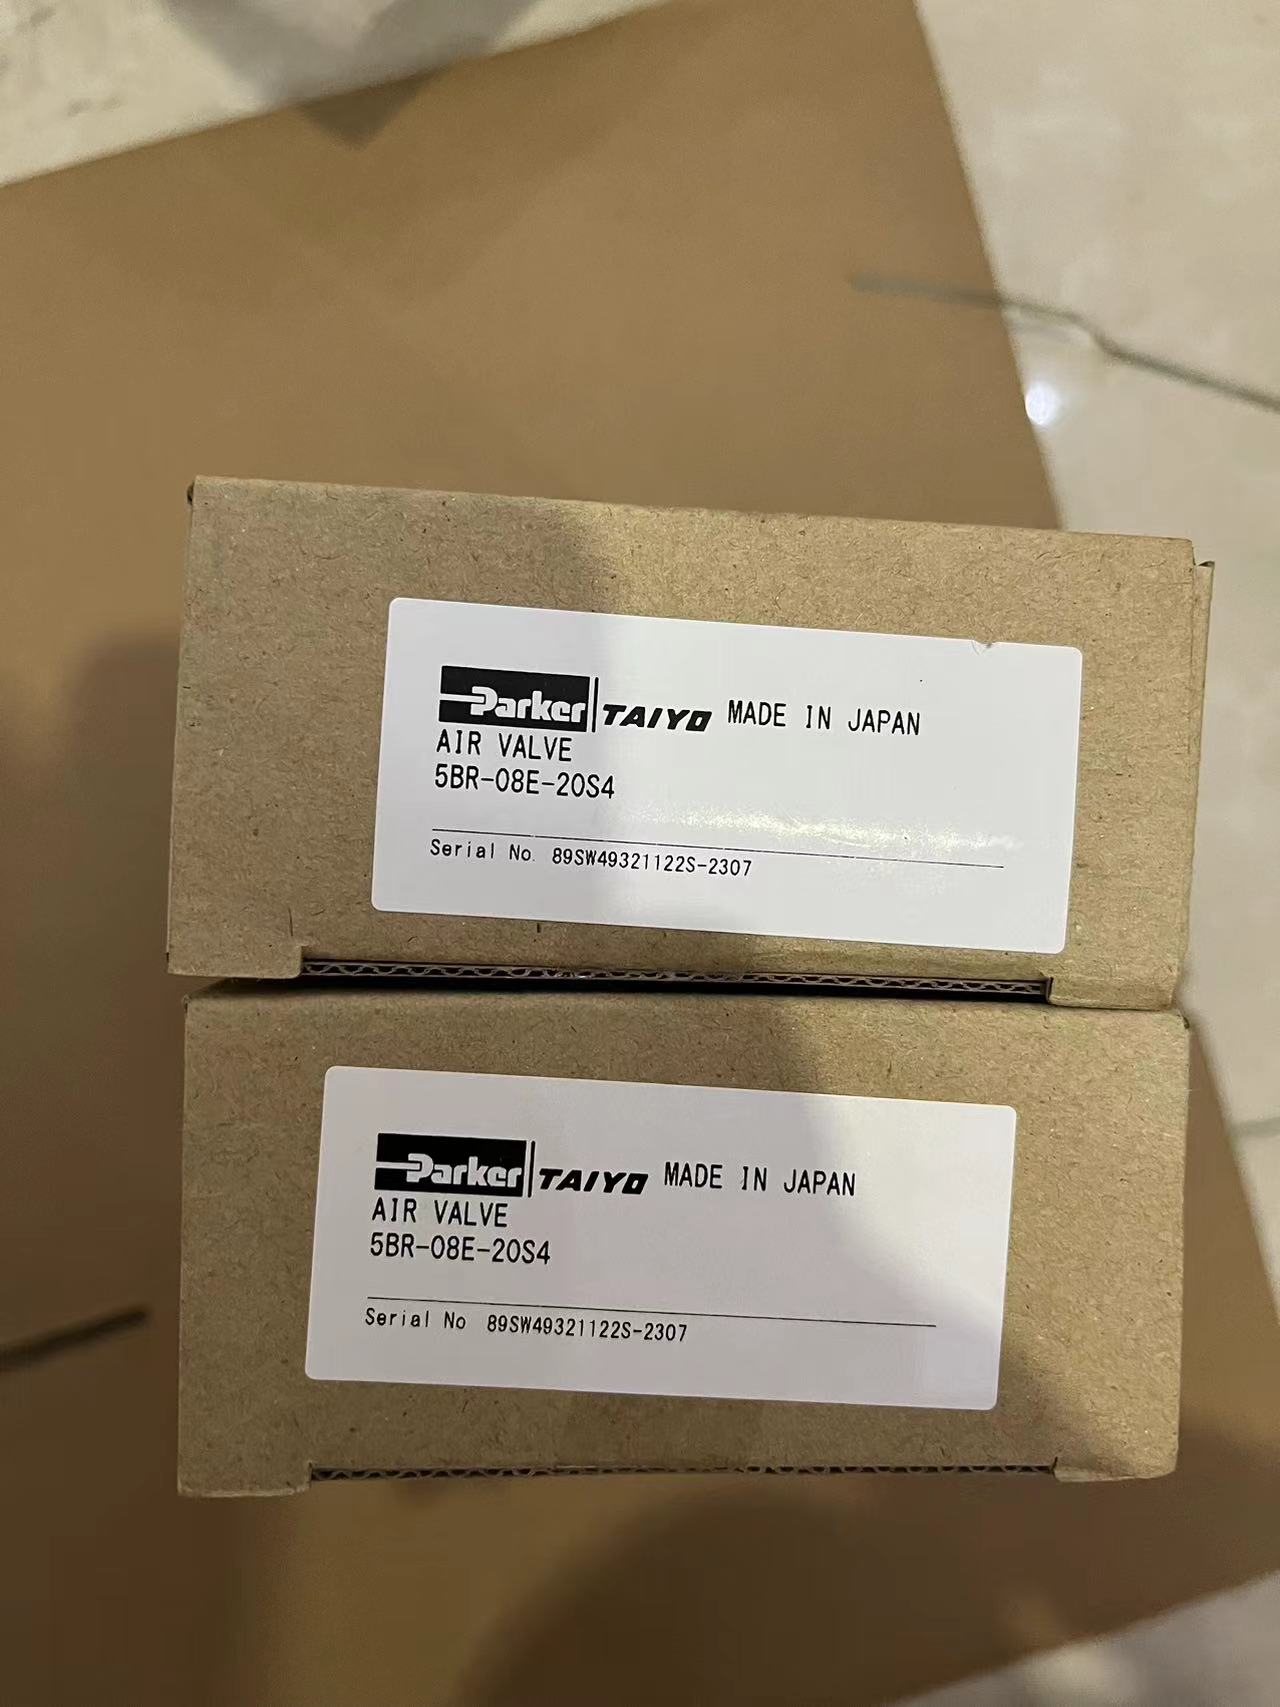 Parker TAIYO MADE IN JAPAN
AIR VALVE
5BR-08E-20S4
Serial No. 89SW49321122S-2307
Parker TAIYO MADE IN JAPAN
AIR VALVE
5BR-08E-20S4
Serial No 89SW49321122S-2307